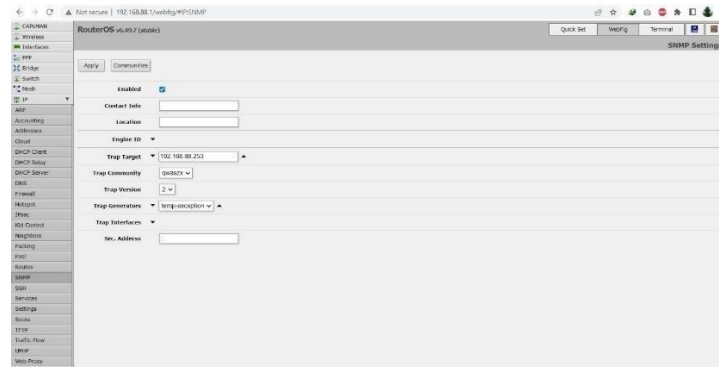 Not secure | 192.168.88.1/webfig/#IP:SNMP
RouterOS v6.49.7 (stable)
Quick Set
WebFig
Terminal
SNMP Setting
CAPsMAN
Wireless
Interfaces
PPP
Bridge
Switch
Mesh
IP
ARP
Accounting
Addresses
Cloud
DHCP Client
DHCP Relay
DHCP Server
DNS
Firewall
Hotspot
IPsec
Kid Control
Neighbors
Packing
Pool
Routes
SNMP
SSH
Services
Settings
Socks
TFTP
Traffic Flow
UPnP
Web Proxy
Apply
Communities
Enabled
Contact Info
Location
Engine ID
Trap Target 192.168.88.253
Trap Community qwaszx
Trap Version 2
Trap Generators temp-exception
Trap Interfaces
Src. Address ::